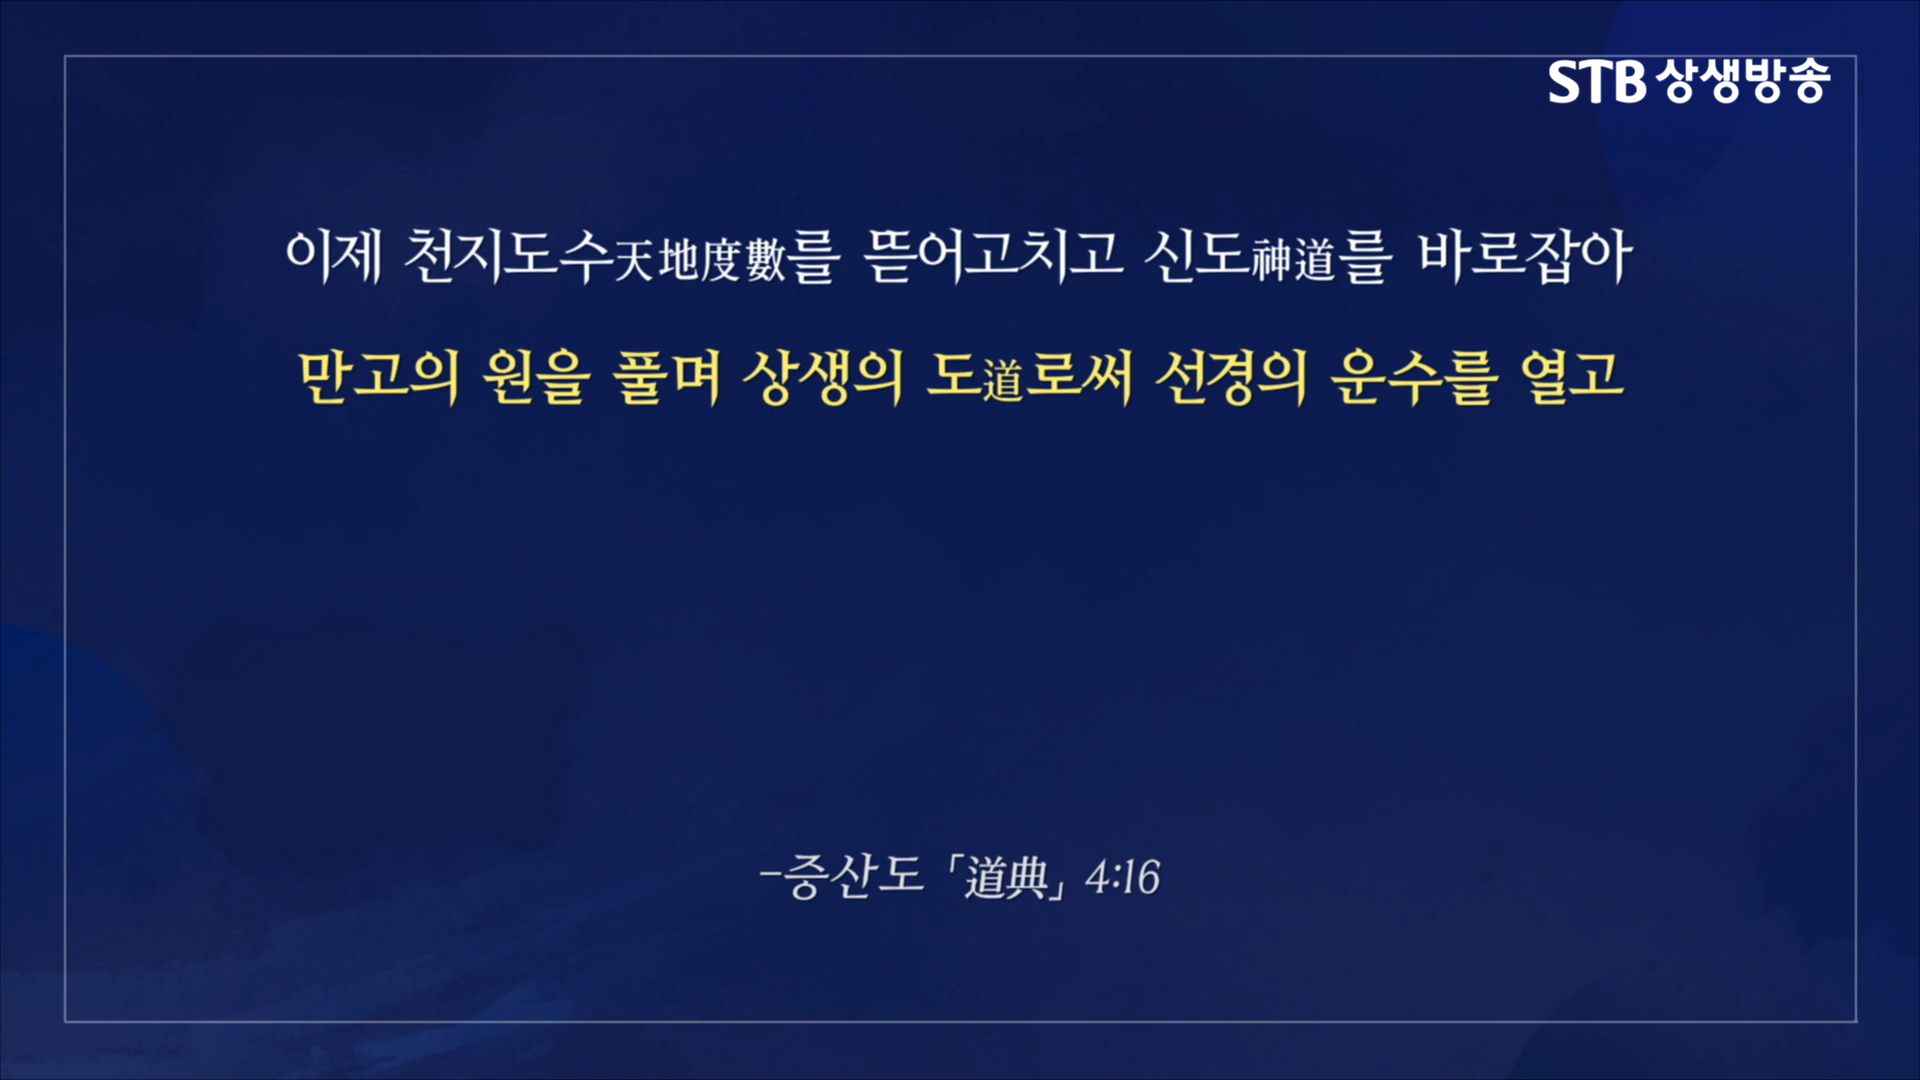 STB 상생방송
이제 천지도수天地度數를 뜯어고치고 신도神道를 바로잡아
만고의 원을 풀며 상생의 도道로써 선경의 운수를 열고
-증산도 「道典」 4:16